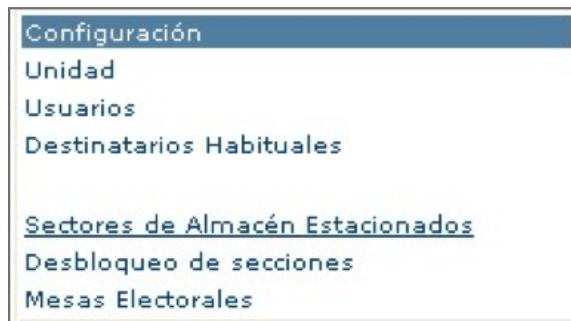 Configuración
Unidad
Usuarios
Destinatarios Habituales
Sectores de Almacén Estacionados
Desbloqueo de secciones
Mesas Electorales